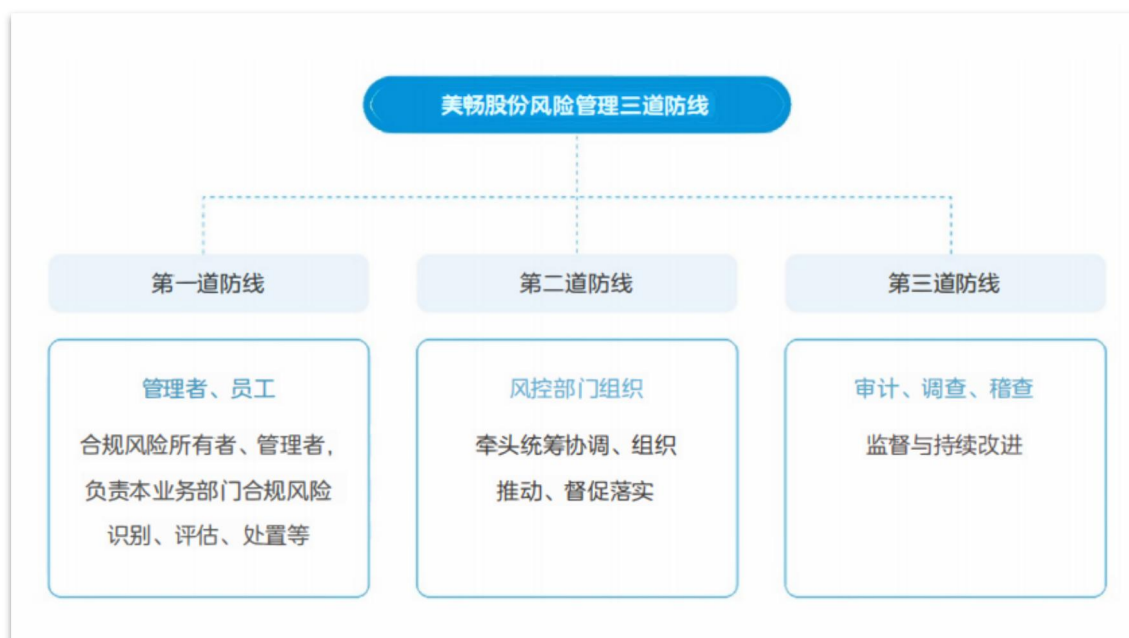 美畅股份风险管理三道防线
第一道防线
管理者、员工
合规风险所有者、管理者，
负责本业务部门合规风险
识别、评估、处置等
第二道防线
风控部门组织
牵头统筹协调、组织
推动、督促落实
第三道防线
审计、调查、稽查
监督与持续改进